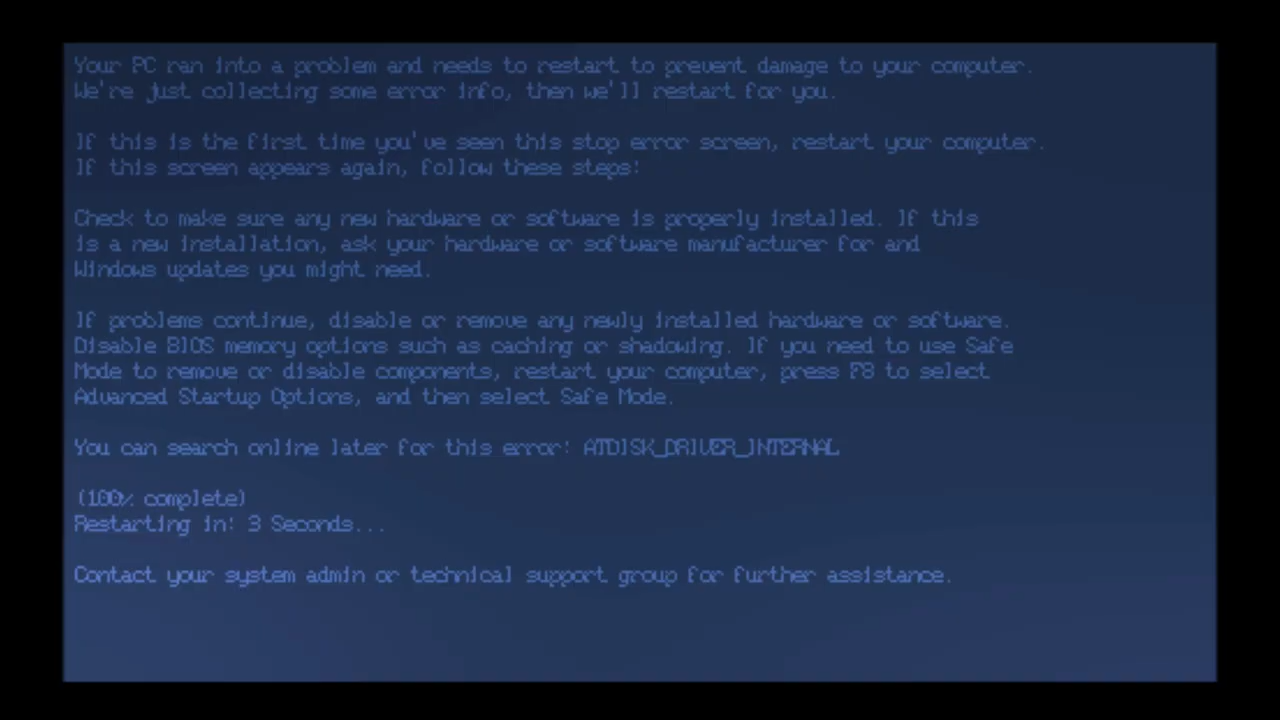 Your PC ran into a problem and needs to restart to prevent damage to your computer.
We're just collecting some error info, then we'll restart for you.
If this is the first time you've seen this stop error screen, restart your computer.
If this screen appears again, follow these steps:
Check to make sure any new hardware or software is properly installed. If this
is a new installation, ask your hardware or software manufacturer for and
Windows updates you might need.
If problems continue, disable or remove any newly installed hardware or software.
Disable BIOS memory options such as caching or shadowing. If you need to use Safe
Mode to remove or disable components, restart your computer, press F8 to select
Advanced Startup Options, and then select Safe Mode.
You can search online later for this error: ATDISK_DRIVER_INTERNAL
(100% complete)
Restarting in: 3 Seconds...
Contact your system admin or technical support group for further assistance.